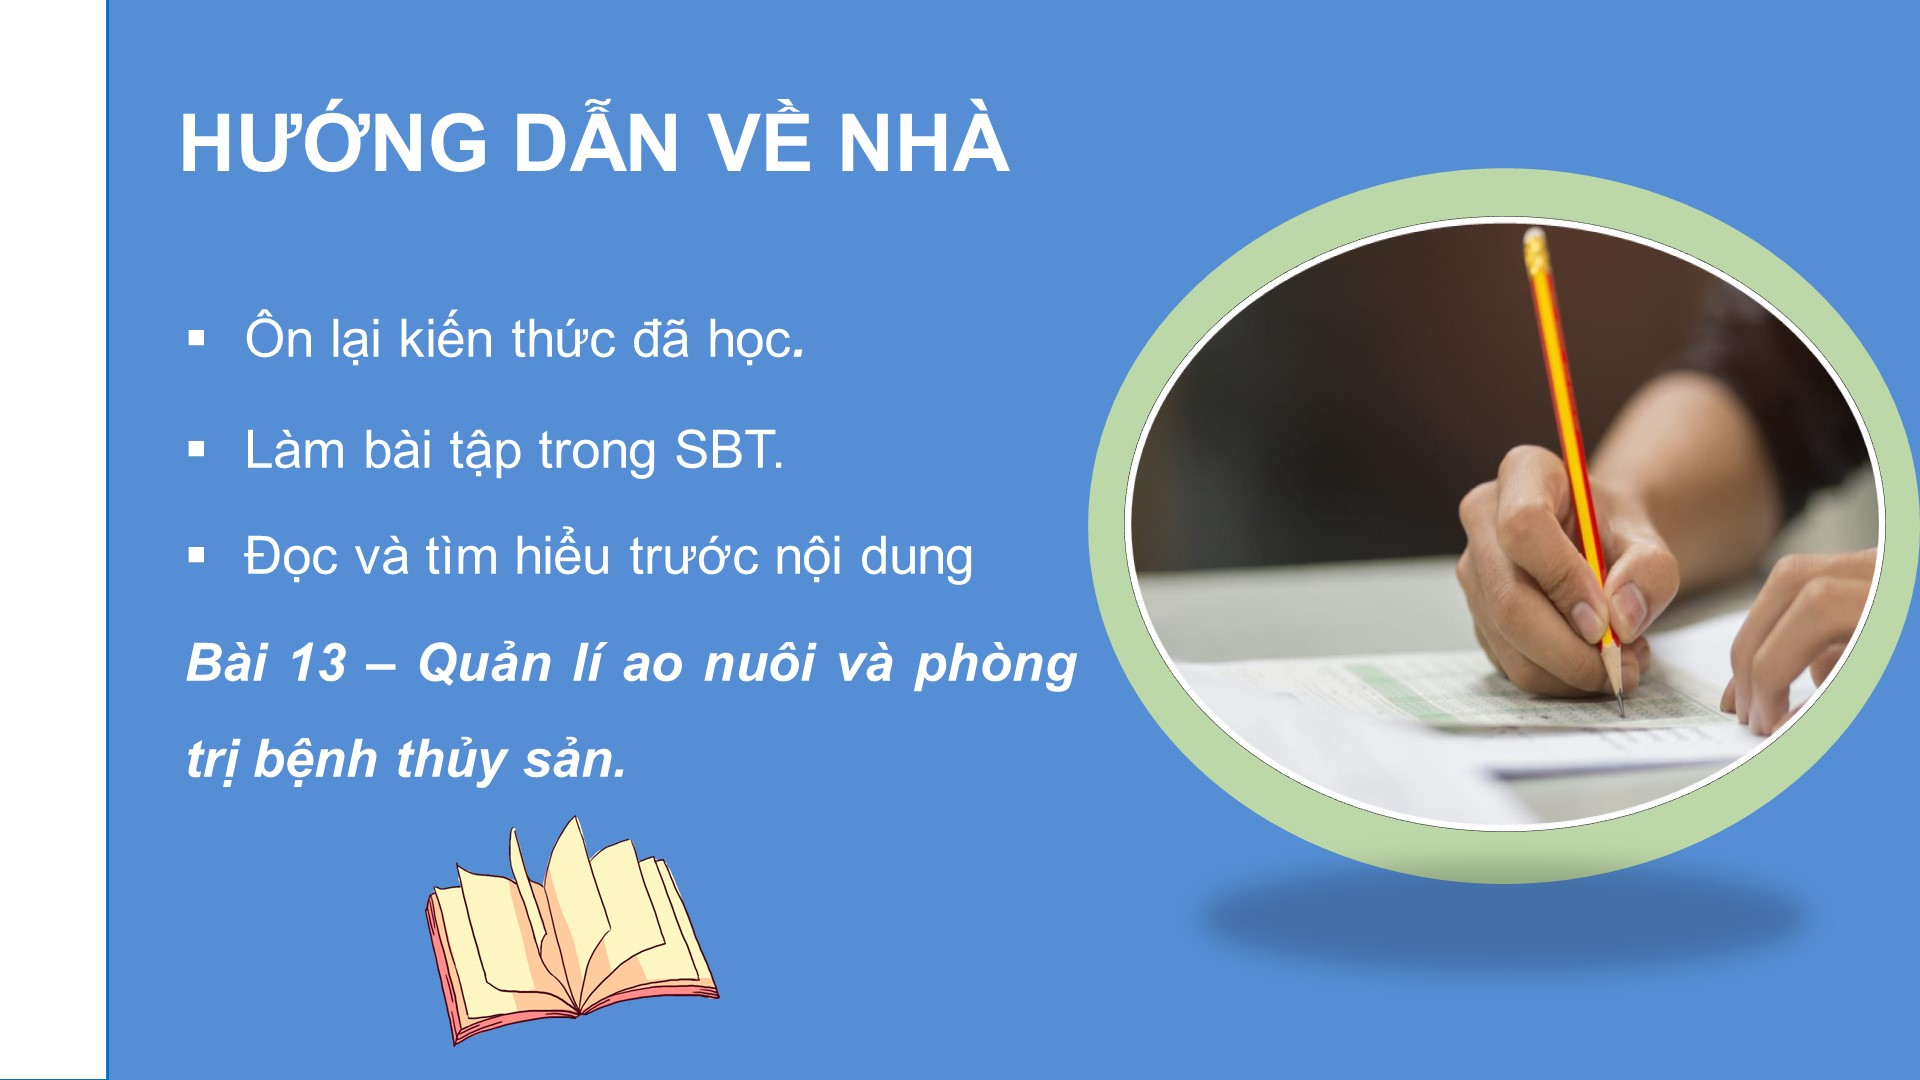 HƯỚNG DẪN VỀ NHÀ
▪ Ôn lại kiến thức đã học.
▪ Làm bài tập trong SBT.
▪ Đọc và tìm hiểu trước nội dung
Bài 13 – Quản lí ao nuôi và phòng
trị bệnh thủy sản.